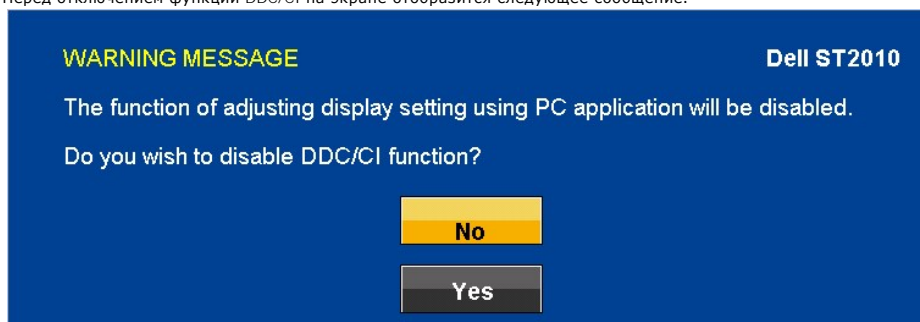 Перед отключением функции DDC/CI на экране отобразится следующее сообщение:
WARNING MESSAGE Dell ST2010
The function of adjusting display setting using PC application will be disabled.
Do you wish to disable DDC/CI function?
No
Yes